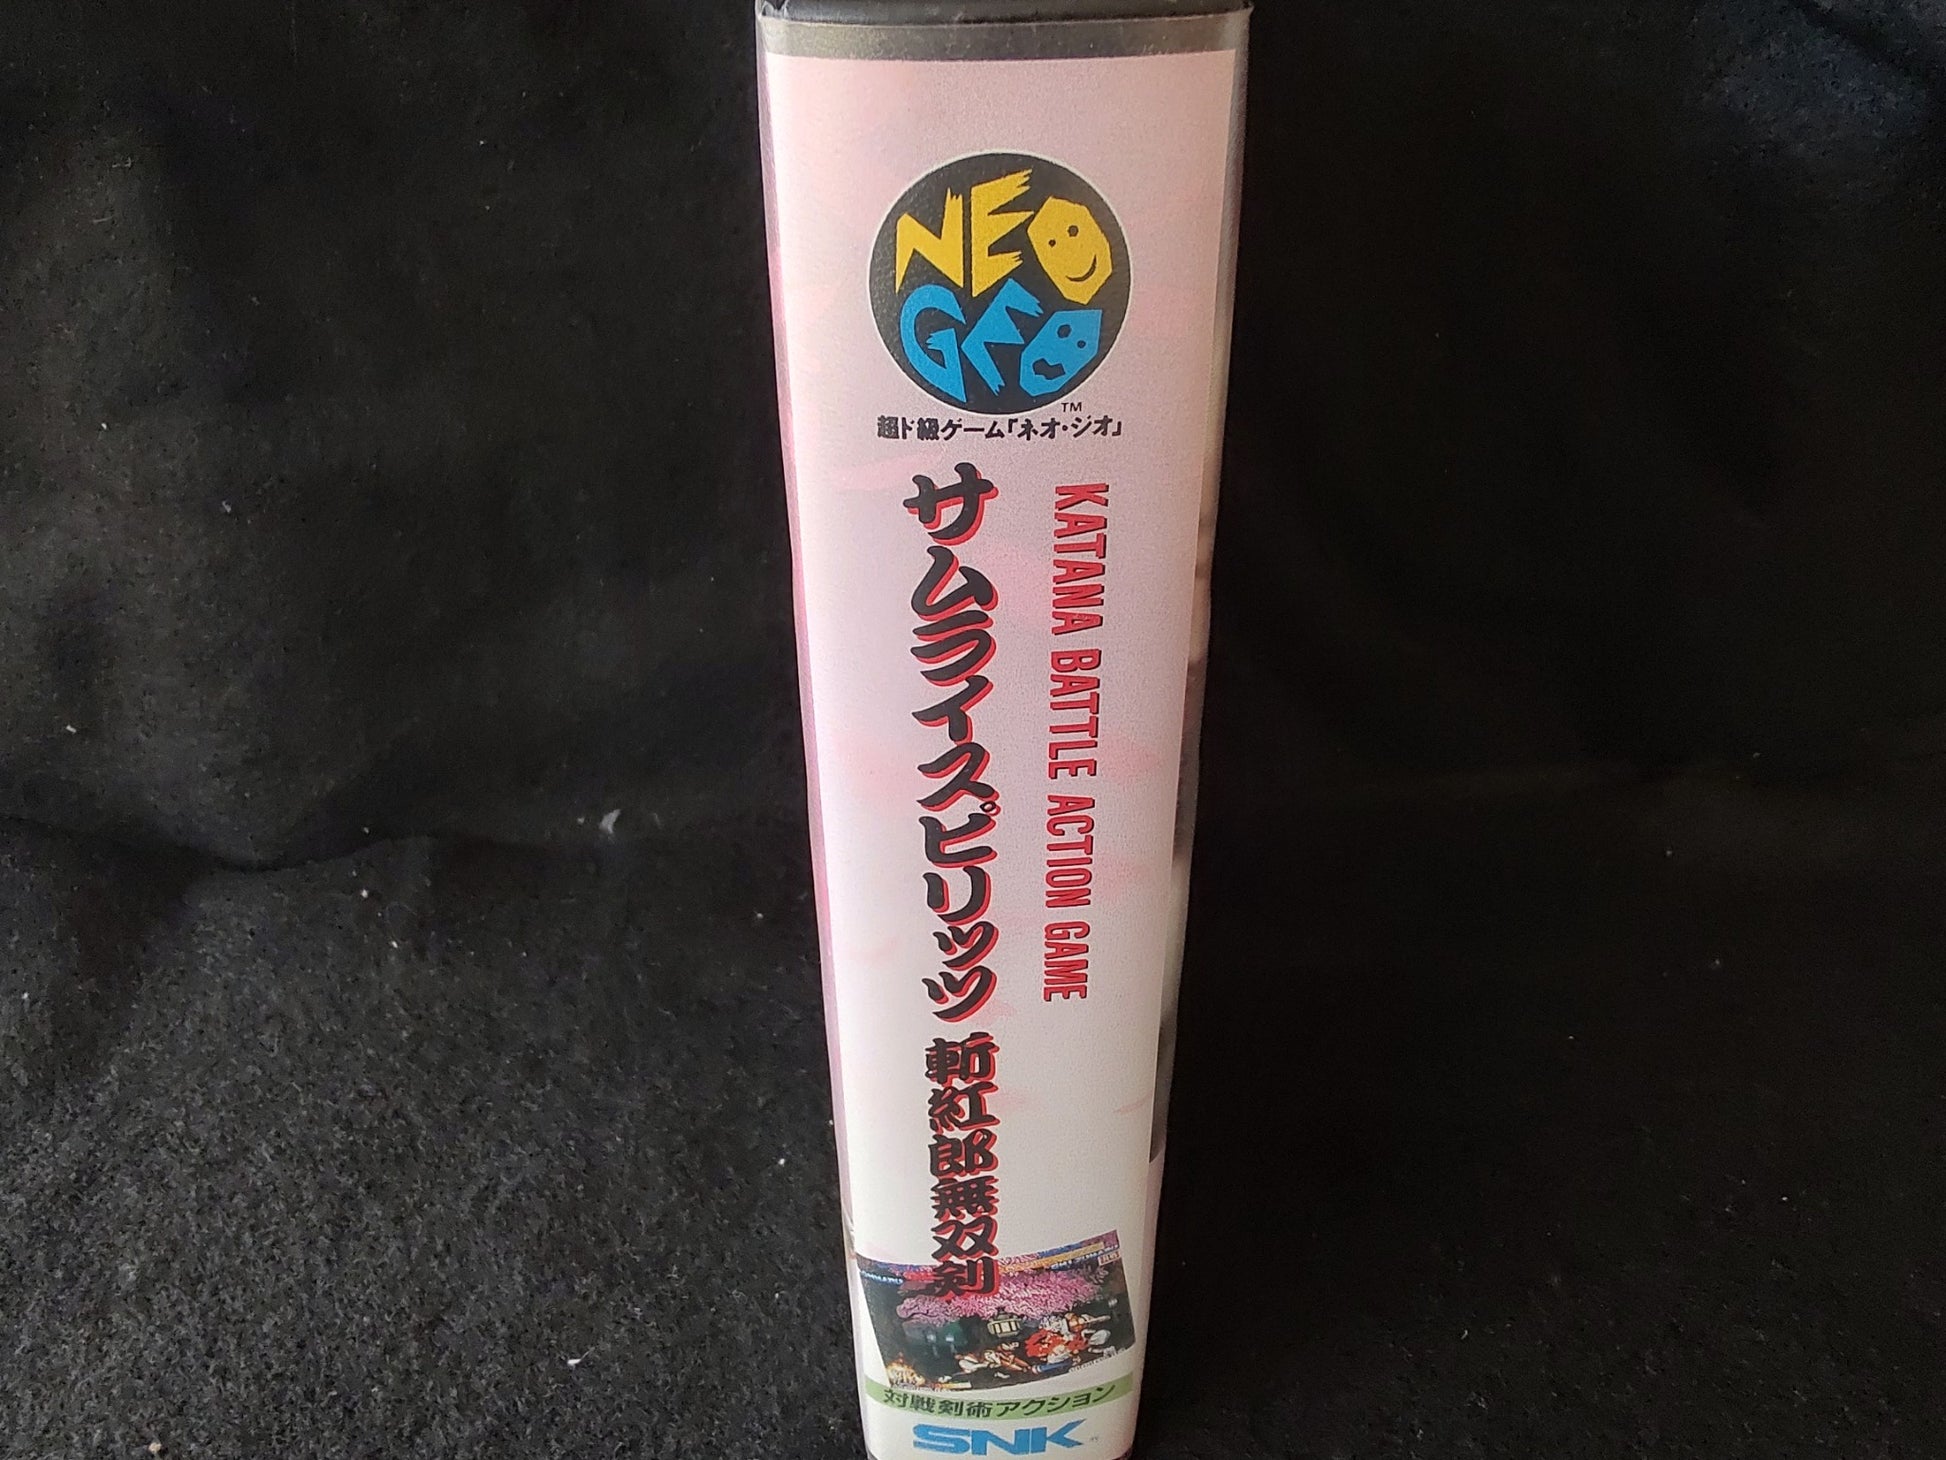 NEO
GEO
TM
超ド級ゲーム「ネオ・ジオ」
KATANA BATTLE ACTION GAME
サムライスピリッツ 斬紅郎無双剣
対戦剣術アクション
SNK